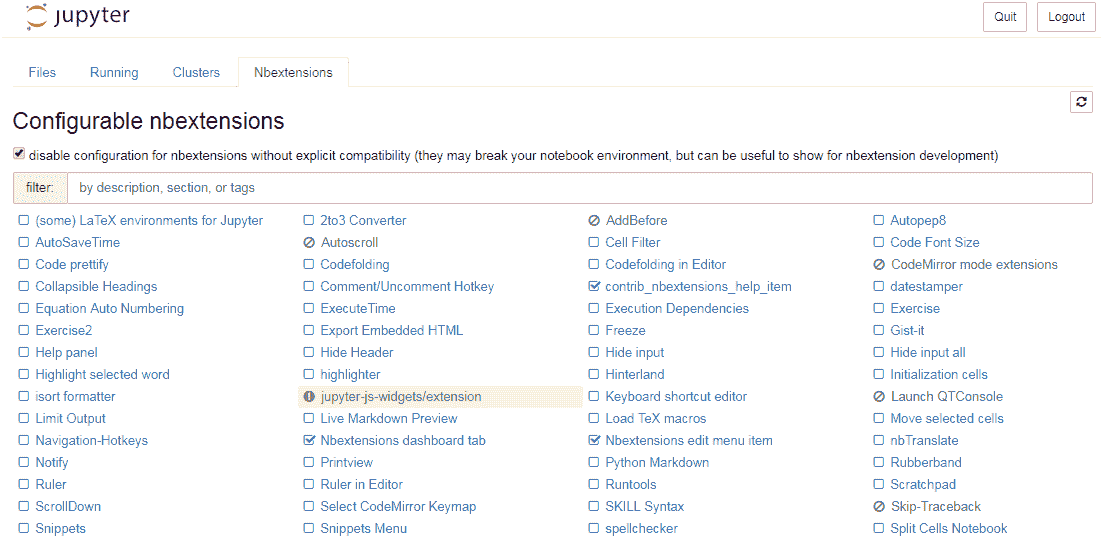 jupyter
Quit Logout
Files Running Clusters Nbextensions
Configurable nbextensions
disable configuration for nbextensions without explicit compatibility (they may break your notebook environment, but can be useful to show for nbextension development)
filter: by description, section, or tags
(some) LaTeX environments for Jupyter 2to3 Converter AddBefore Autopep8
AutoSaveTime Autoscroll Cell Filter Code Font Size
Code prettify Codefolding Codefolding in Editor CodeMirror mode extensions
Collapsible Headings Comment/Uncomment Hotkey contrib_nbextensions_help_item datestamper
Equation Auto Numbering ExecuteTime Execution Dependencies Exercise
Exercise2 Export Embedded HTML Freeze Gist-it
Help panel Hide Header Hide input Hide input all
Highlight selected word highlighter Hinterland Initialization cells
isort formatter jupyter-js-widgets/extension Keyboard shortcut editor Launch QTConsole
Limit Output Live Markdown Preview Load TeX macros Move selected cells
Navigation-Hotkeys Nbextensions dashboard tab Nbextensions edit menu item nbTranslate
Notify Printview Python Markdown Rubberband
Ruler Ruler in Editor Runtools Scratchpad
ScrollDown Select CodeMirror Keymap SKILL Syntax Skip-Traceback
Snippets Snippets Menu spellchecker Split Cells Notebook